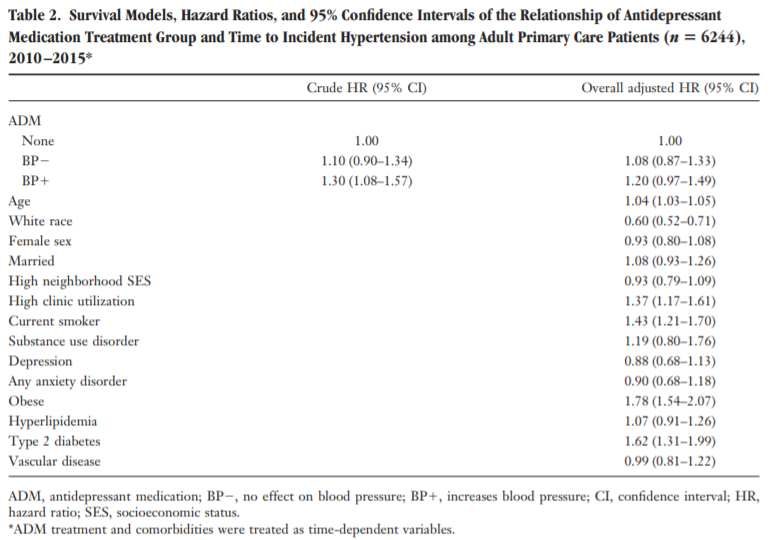 Table 2. Survival Models, Hazard Ratios, and 95% Confidence Intervals of the Relationship of Antidepressant
Medication Treatment Group and Time to Incident Hypertension among Adult Primary Care Patients (n = 6244),
2010–2015*
Crude HR (95% CI) Overall adjusted HR (95% CI)
ADM
None 1.00 1.00
BP− 1.10 (0.90–1.34) 1.08 (0.87–1.33)
BP+ 1.30 (1.08–1.57) 1.20 (0.97–1.49)
Age 1.04 (1.03–1.05)
White race 0.60 (0.52–0.71)
Female sex 0.93 (0.80–1.08)
Married 1.08 (0.93–1.26)
High neighborhood SES 0.93 (0.79–1.09)
High clinic utilization 1.37 (1.17–1.61)
Current smoker 1.43 (1.21–1.70)
Substance use disorder 1.19 (0.80–1.76)
Depression 0.88 (0.68–1.13)
Any anxiety disorder 0.90 (0.68–1.18)
Obese 1.78 (1.54–2.07)
Hyperlipidemia 1.07 (0.91–1.26)
Type 2 diabetes 1.62 (1.31–1.99)
Vascular disease 0.99 (0.81–1.22)
ADM, antidepressant medication; BP−, no effect on blood pressure; BP+, increases blood pressure; CI, confidence interval; HR,
hazard ratio; SES, socioeconomic status.
*ADM treatment and comorbidities were treated as time-dependent variables.